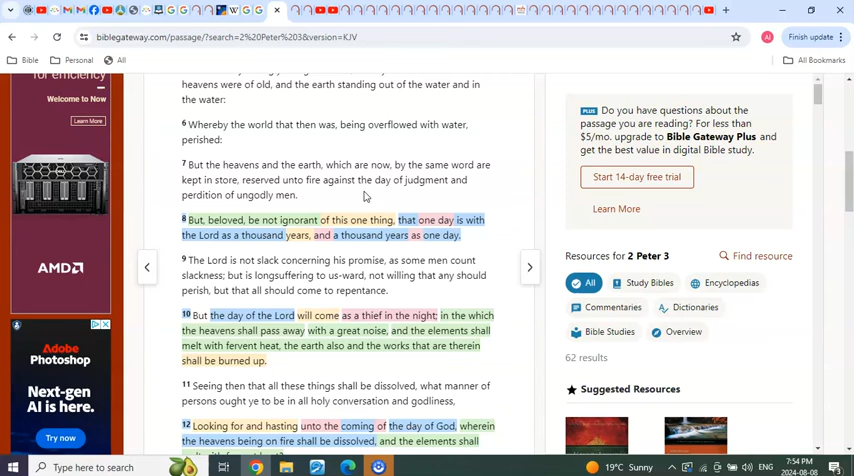 Finish update
biblegateway.com/passage/?search=2%20Peter%203&version=KJV
Bible
Personal
All
All Bookmarks
for efficiency
Welcome to Now
Learn More
AMD
Adobe
Photoshop
Next-gen
AI is here.
Try now
heavens were of old, and the earth standing out of the water and in
the water:
6 Whereby the world that then was, being overflowed with water,
perished:
7 But the heavens and the earth, which are now, by the same word are
kept in store, reserved unto fire against the day of judgment and
perdition of ungodly men.
8 But, beloved, be not ignorant of this one thing, that one day is with
the Lord as a thousand years, and a thousand years as one day.
9 The Lord is not slack concerning his promise, as some men count
slackness; but is longsuffering to us-ward, not willing that any should
perish, but that all should come to repentance.
10 But the day of the Lord will come as a thief in the night; in the which
the heavens shall pass away with a great noise, and the elements shall
melt with fervent heat, the earth also and the works that are therein
shall be burned up.
11 Seeing then that all these things shall be dissolved, what manner of
persons ought ye to be in all holy conversation and godliness,
12 Looking for and hasting unto the coming of the day of God, wherein
the heavens being on fire shall be dissolved, and the elements shall
PLUS Do you have questions about the
passage you are reading? For less than
$5/mo. upgrade to Bible Gateway Plus and
get the best value in digital Bible study.
Start 14-day free trial
Learn More
Resources for 2 Peter 3
Find resource
All
Study Bibles
Encyclopedias
Commentaries
Dictionaries
Bible Studies
Overview
62 results
Suggested Resources
Type here to search
19°C Sunny
ENG
7:54 PM
2024-08-08